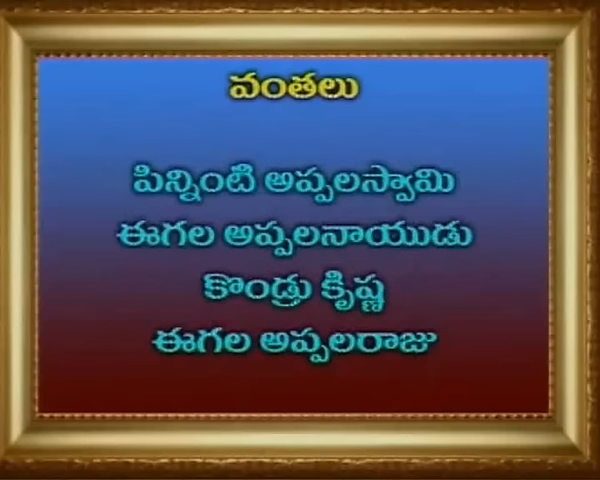 వంతలు
పిన్నింటి అప్పలస్వామి
ఈగల అప్పలనాయుడు
కొండ్రు కృిష్ణ
ఈగల అప్పలరాజు